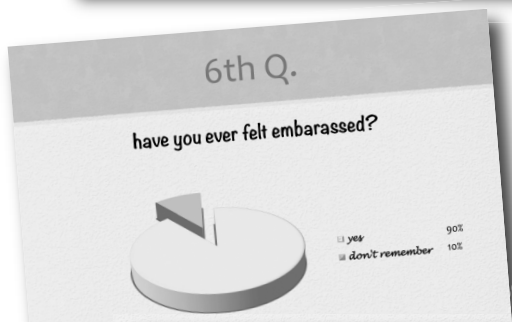 6th Q.
have you ever felt embarassed?
yes 90%
don't remember 10%